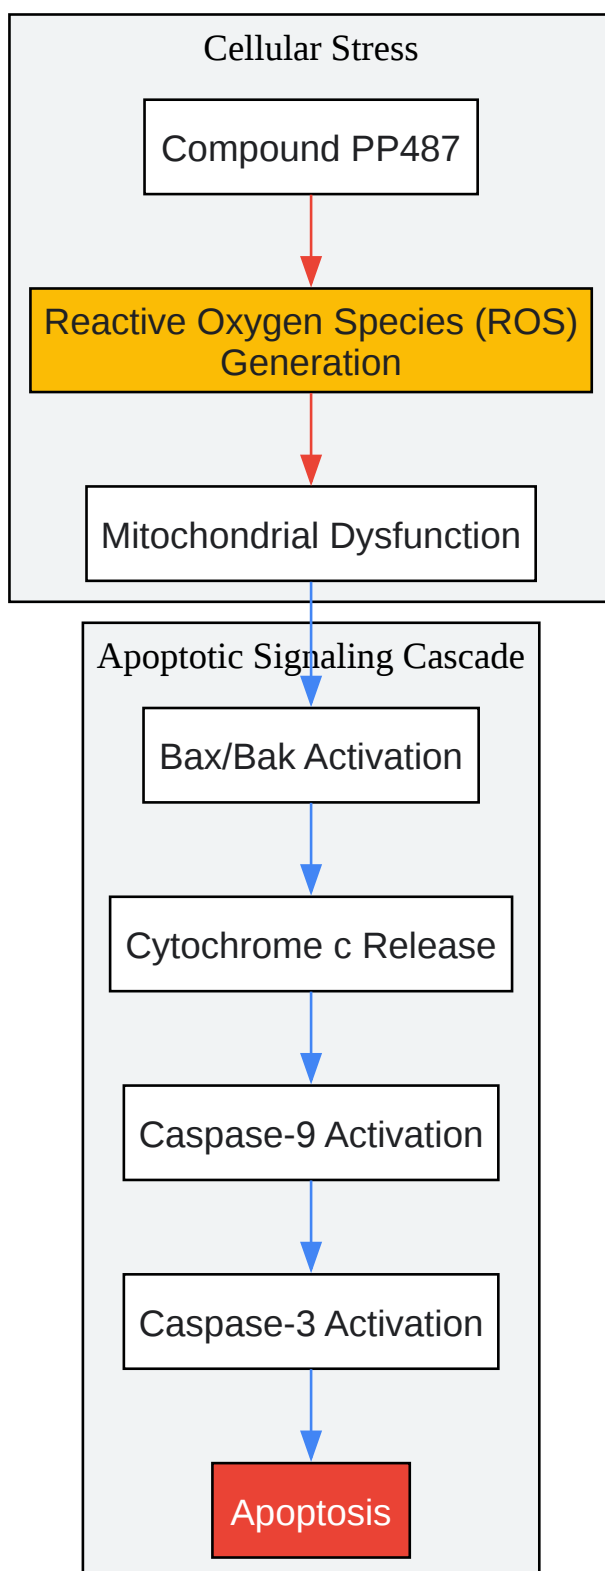 Cellular Stress
Compound PP487
Reactive Oxygen Species (ROS)
Generation
Mitochondrial Dysfunction
Apoptotic Signaling Cascade
Bax/Bak Activation
Cytochrome c Release
Caspase-9 Activation
Caspase-3 Activation
Apoptosis